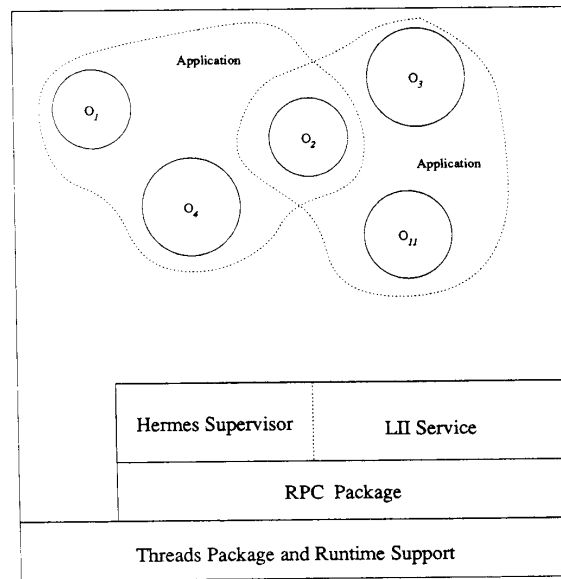 Application
O3
O1
O2
Application
O4
O11
Hermes Supervisor
LII Service
RPC Package
Threads Package and Runtime Support